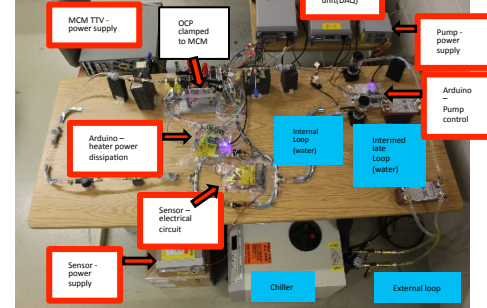 unit(DAQ)
MCM TTV -
power supply
OCP
clamped
to MCM
Pump -
power
supply
Arduino
–
Pump
control
Arduino –
heater power
dissipation
Internal
Loop
(water)
Intermed
iate
Loop
(water)
Sensor –
electrical
circuit
Sensor -
power
supply
Chiller
External loop